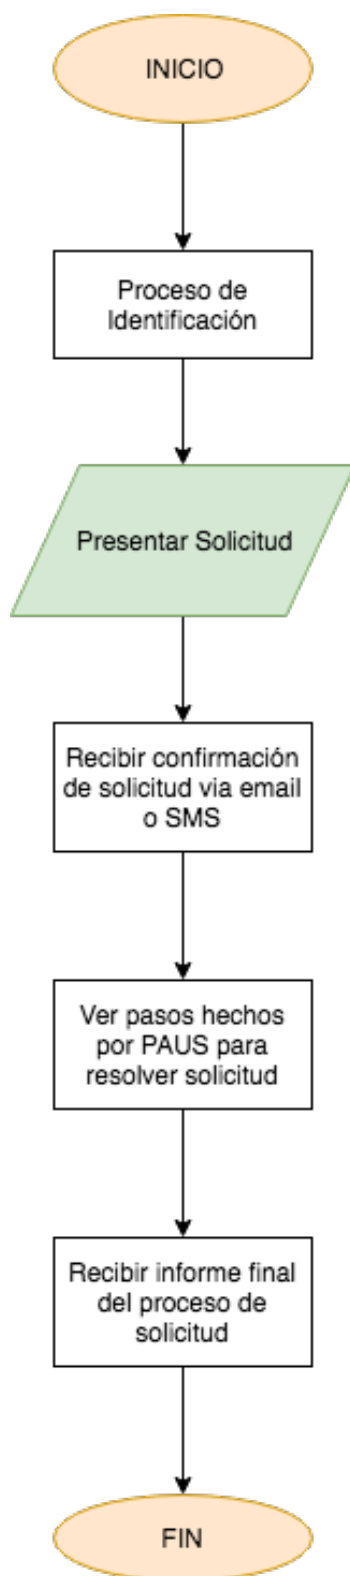 INICIO
Proceso de
Identificación
Presentar Solicitud
Recibir confirmación
de solicitud via email
o SMS
Ver pasos hechos
por PAUS para
resolver solicitud
Recibir informe final
del proceso de
solicitud
FIN